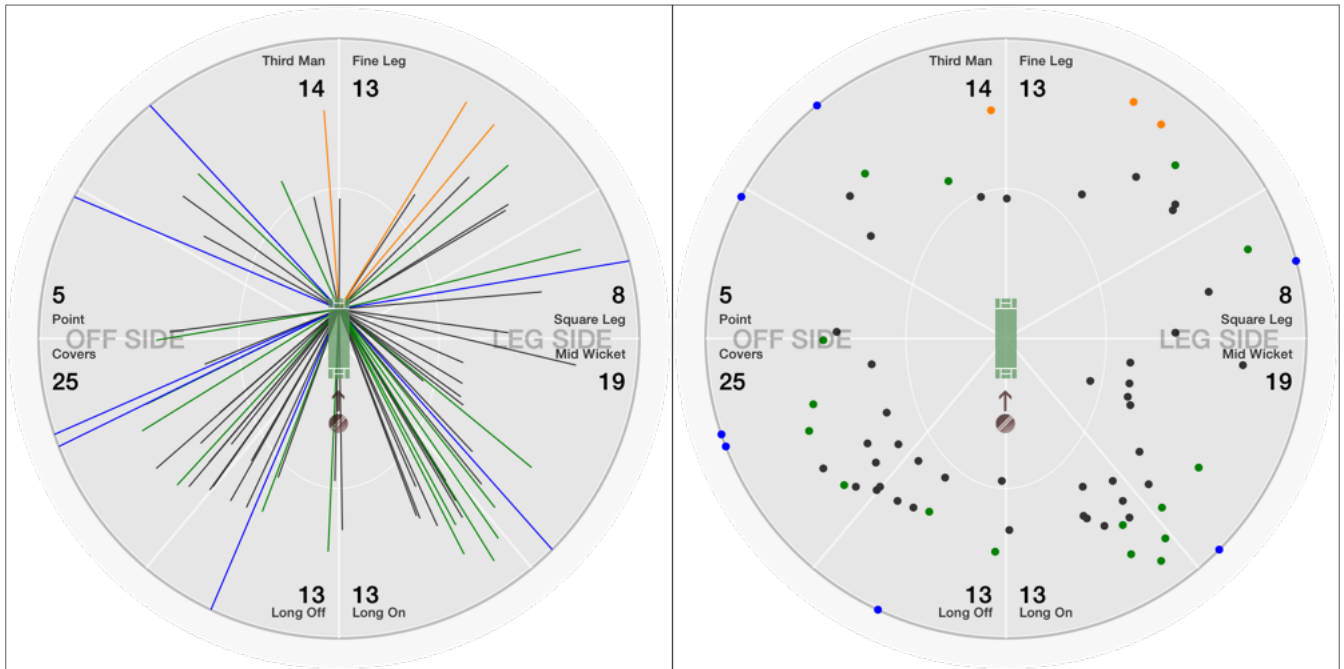 Third Man
Fine Leg
14
13
5
Point
OFF SIDE
Covers
25
8
Square Leg
LEG SIDE
Mid Wicket
19
13
Long Off
13
Long On
Third Man
Fine Leg
14
13
5
Point
OFF SIDE
Covers
25
8
Square Leg
LEG SIDE
Mid Wicket
19
13
Long Off
13
Long On